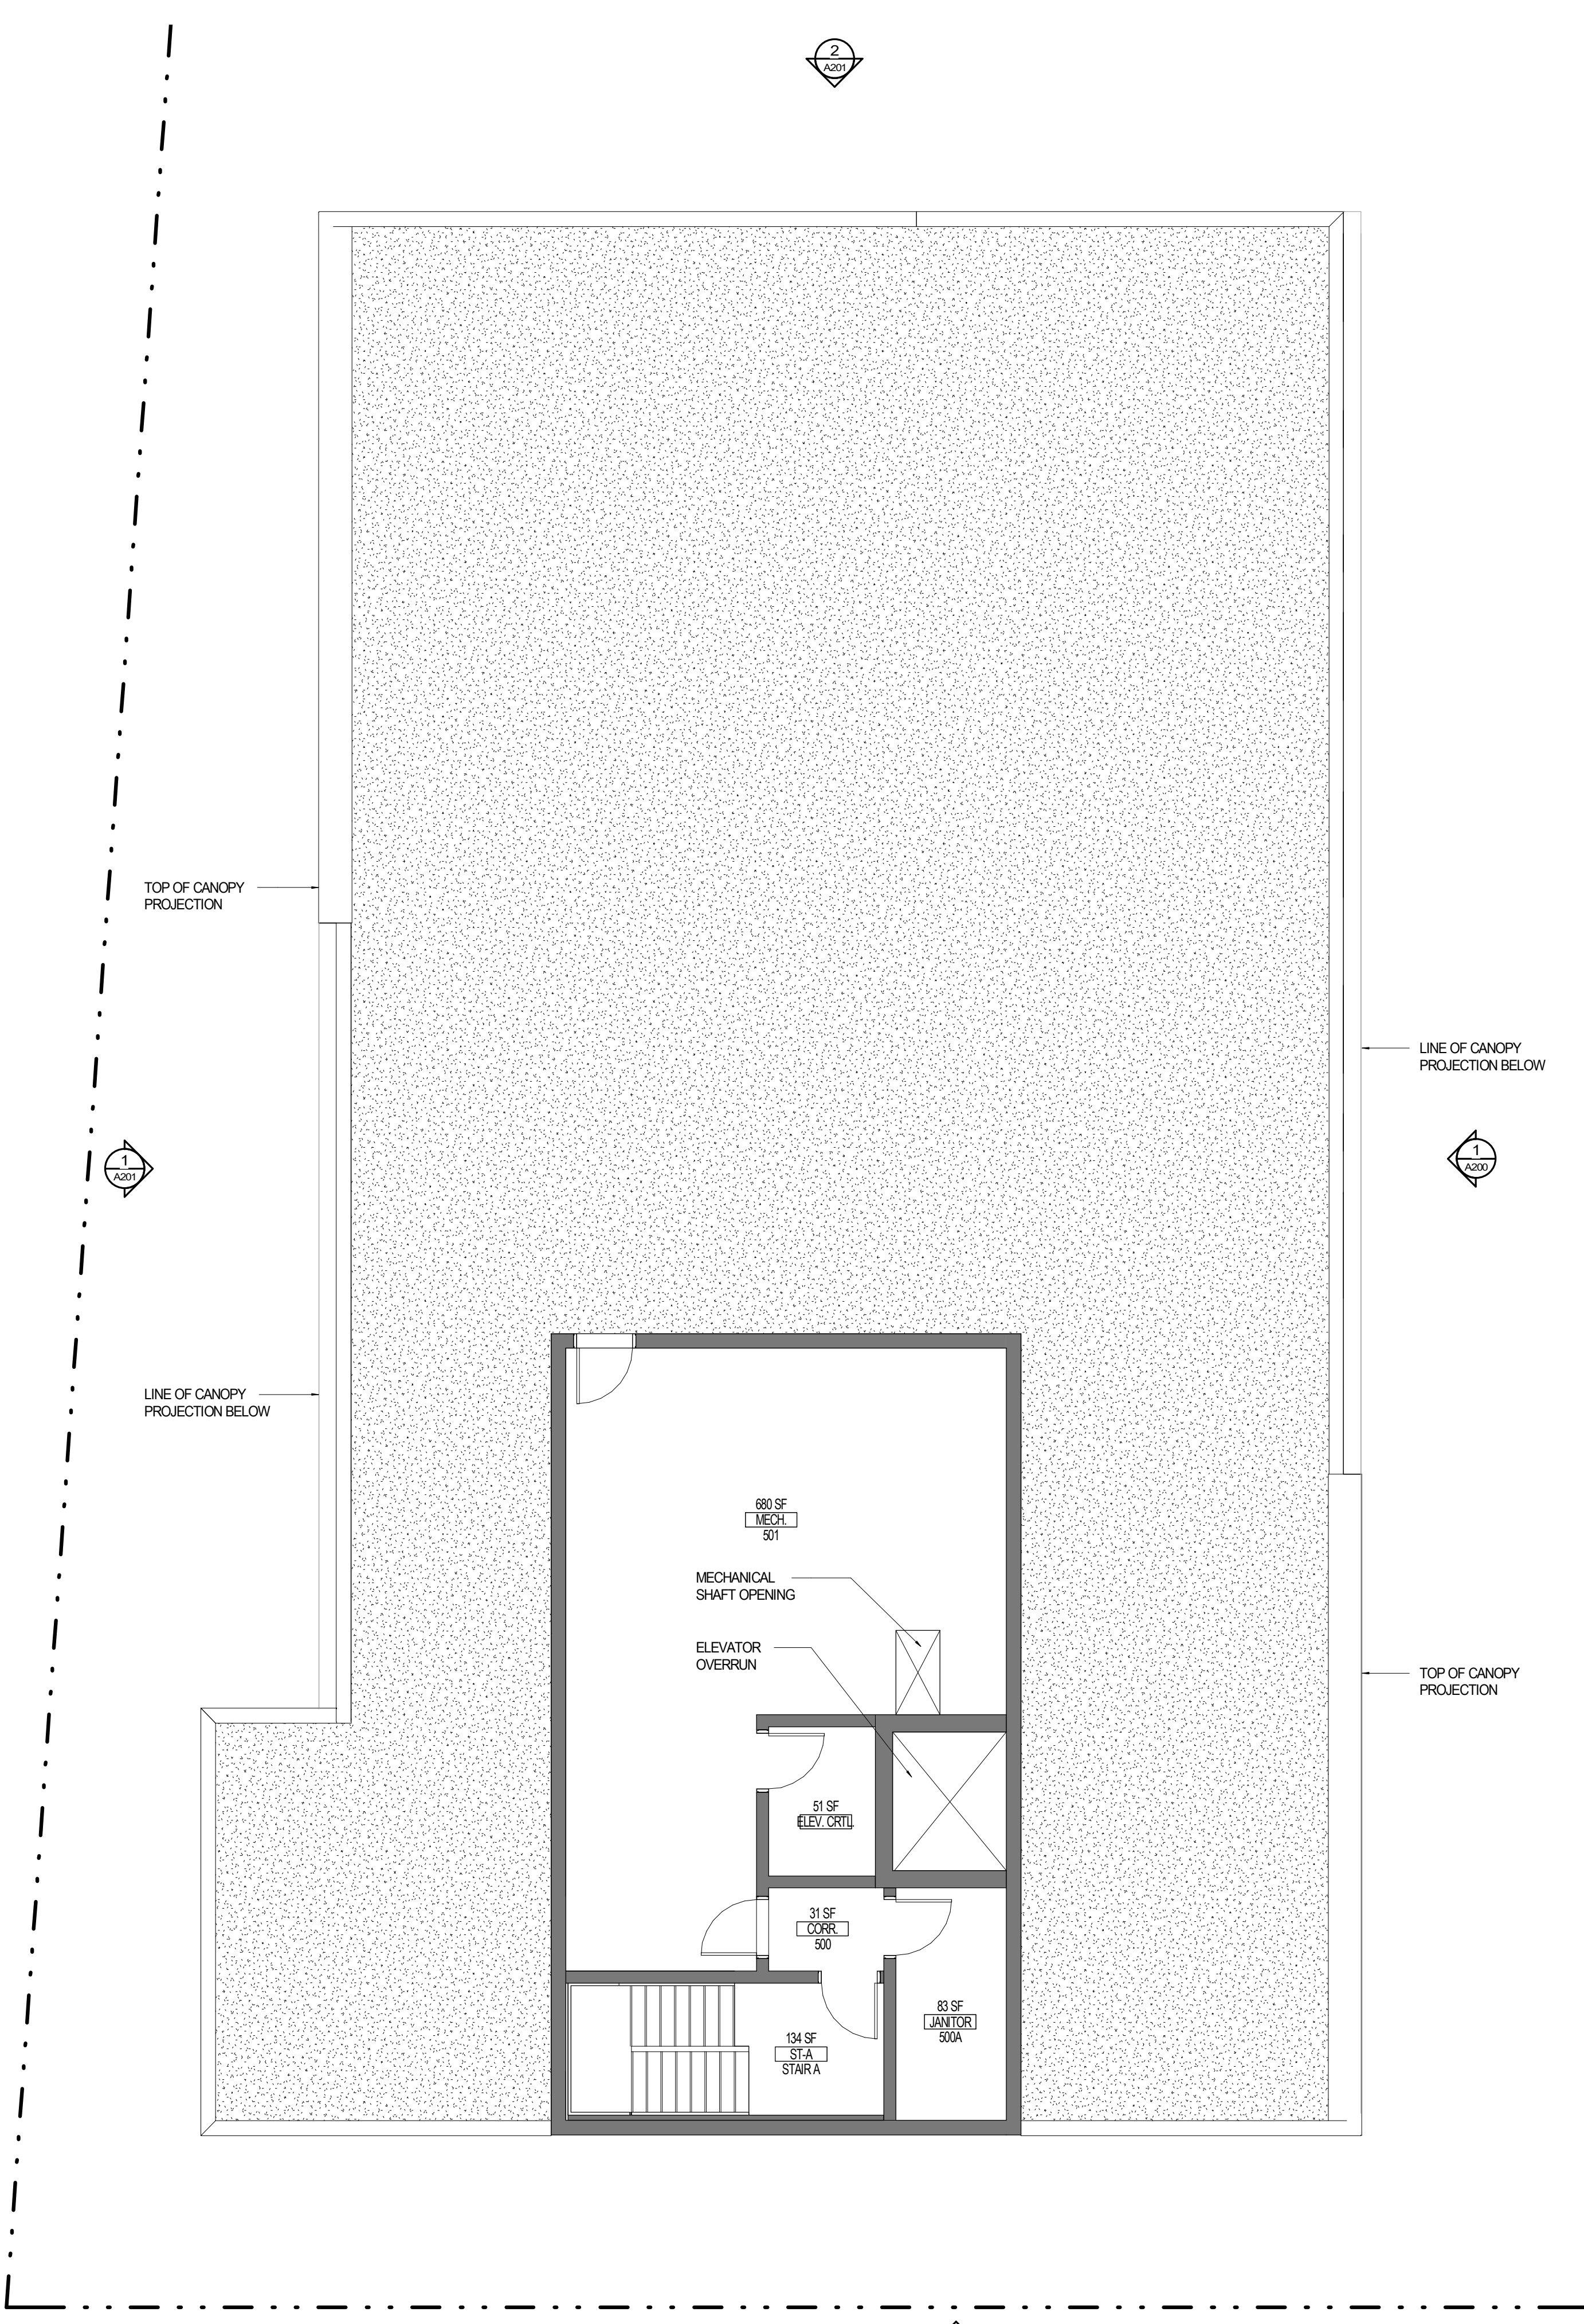 2
A201
TOP OF CANOPY
PROJECTION
LINE OF CANOPY
PROJECTION BELOW
1
A201
1
A200
LINE OF CANOPY
PROJECTION BELOW
680 SF
MECH.
501
MECHANICAL
SHAFT OPENING
ELEVATOR
OVERRUN
TOP OF CANOPY
PROJECTION
51 SF
ELEV. CRTL.
31 SF
CORR.
500
83 SF
JANITOR
500A
134 SF
ST-A
STAIR A